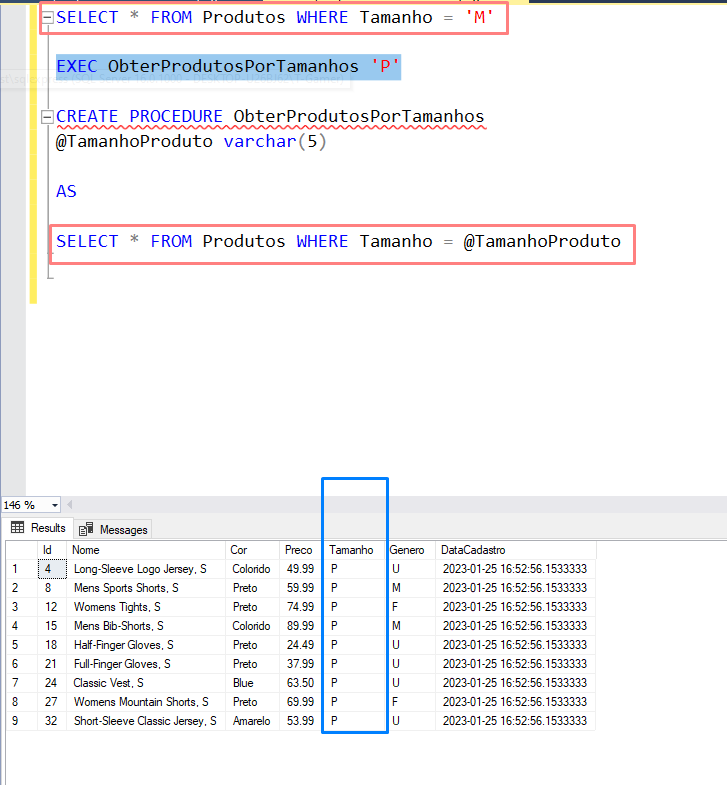 SELECT * FROM Produtos WHERE Tamanho = 'M'
EXEC ObterProdutosPorTamanhos 'P'
CREATE PROCEDURE ObterProdutosPorTamanhos
@TamanhoProduto varchar(5)
AS
SELECT * FROM Produtos WHERE Tamanho = @TamanhoProduto
146 %
Results Messages
Id Nome Cor Preco Tamanho Genero DataCadastro
1 4 Long-Sleeve Logo Jersey, S Colorido 49.99 P U 2023-01-25 16:52:56.1533333
2 8 Mens Sports Shorts, S Preto 59.99 P M 2023-01-25 16:52:56.1533333
3 12 Womens Tights, S Preto 74.99 P F 2023-01-25 16:52:56.1533333
4 15 Mens Bib-Shorts, S Colorido 89.99 P M 2023-01-25 16:52:56.1533333
5 18 Half-Finger Gloves, S Preto 24.49 P U 2023-01-25 16:52:56.1533333
6 21 Full-Finger Gloves, S Preto 37.99 P U 2023-01-25 16:52:56.1533333
7 24 Classic Vest, S Blue 63.50 P U 2023-01-25 16:52:56.1533333
8 27 Womens Mountain Shorts, S Preto 69.99 P F 2023-01-25 16:52:56.1533333
9 32 Short-Sleeve Classic Jersey, S Amarelo 53.99 P U 2023-01-25 16:52:56.1533333